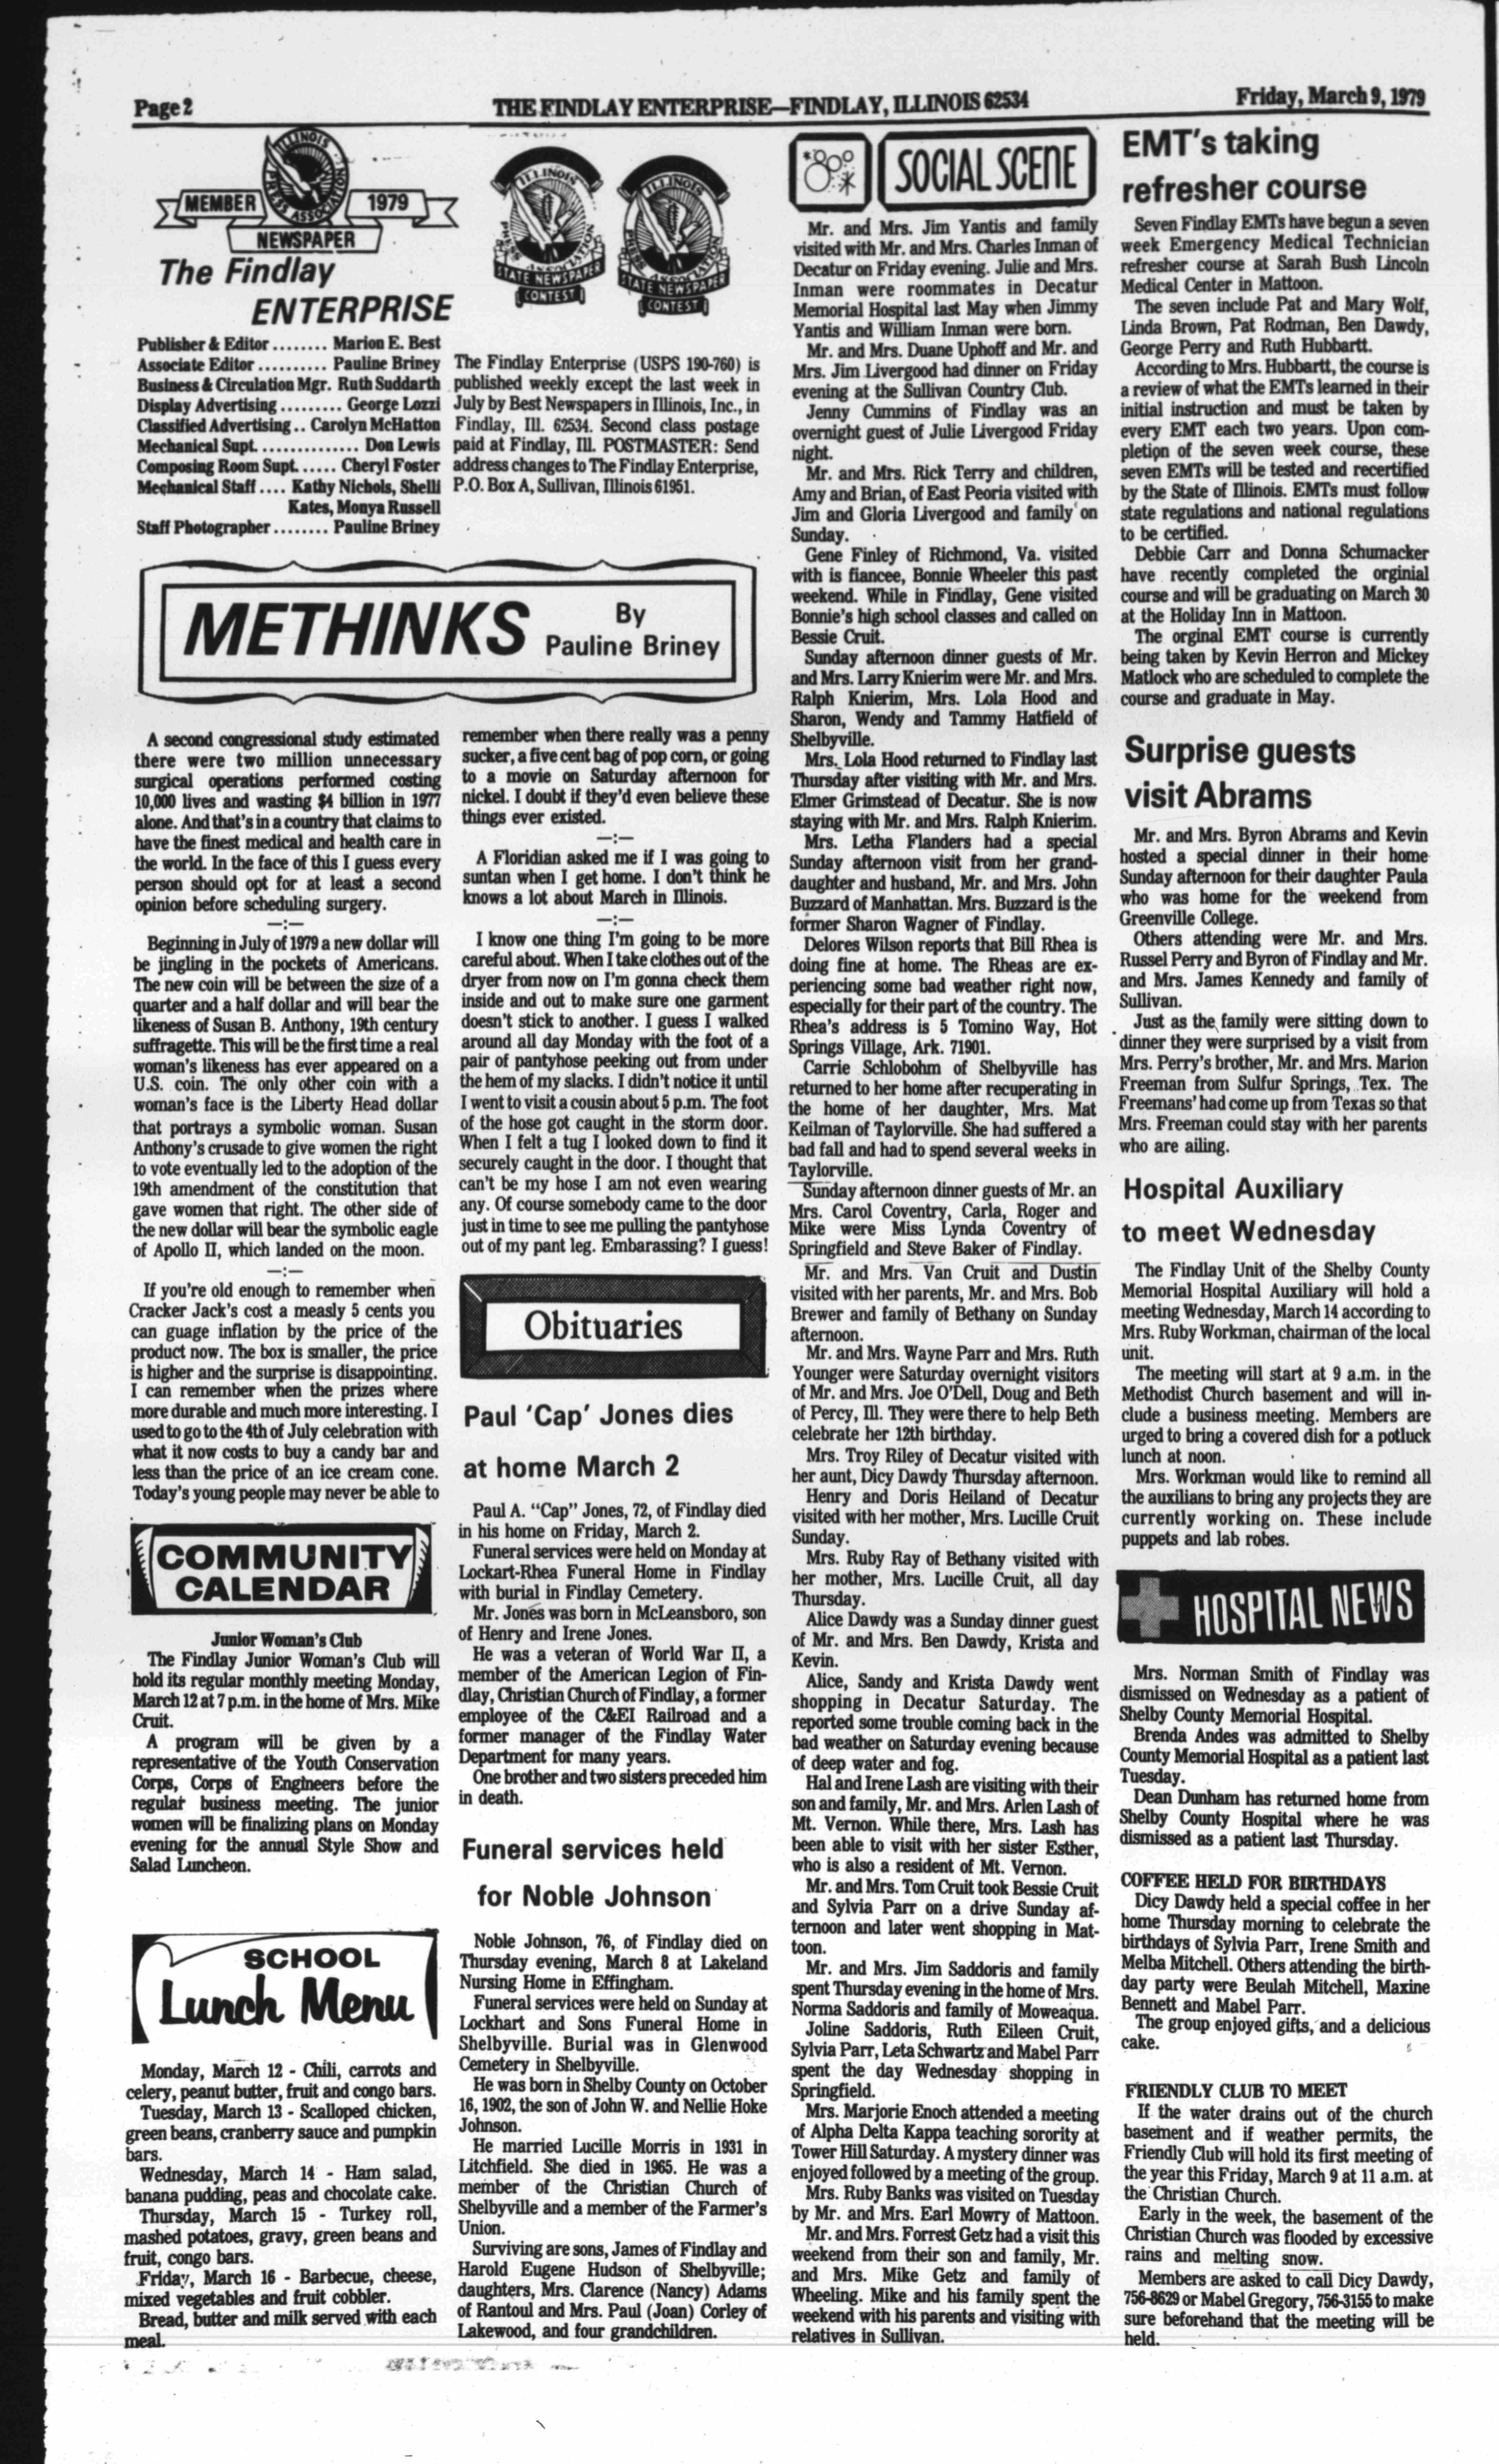 Page 2
THE FINDLAY ENTERPRISE—FINDLAY, ILLINOIS 62534
Friday, March 9, 1979
ILLINOIS
PRESS ASSOCIATION
MEMBER
1979
NEWSPAPER
The Findlay
ENTERPRISE
Publisher & Editor ........ Marion E. Best
Associate Editor .......... Pauline Briney
Business & Circulation Mgr. Ruth Suddarth
Display Advertising ......... George Lozzi
Classified Advertising .. Carolyn McHatton
Mechanical Supt. ............. Don Lewis
Composing Room Supt. ..... Cheryl Foster
Mechanical Staff .... Kathy Nichols, Shelli
Kates, Monya Russell
Staff Photographer ........ Pauline Briney
ILLINOIS
PRESS ASSOCIATION
STATE NEWSPAPER
CONTEST
ILLINOIS
PRESS ASSOCIATION
STATE NEWSPAPER
CONTEST
The Findlay Enterprise (USPS 190-760) is
published weekly except the last week in
July by Best Newspapers in Illinois, Inc., in
Findlay, Ill. 62534. Second class postage
paid at Findlay, Ill. POSTMASTER: Send
address changes to The Findlay Enterprise,
P.O. Box A, Sullivan, Illinois 61951.
METHINKS
By
Pauline Briney
A second congressional study estimated
there were two million unnecessary
surgical operations performed costing
10,000 lives and wasting $4 billion in 1977
alone. And that's in a country that claims to
have the finest medical and health care in
the world. In the face of this I guess every
person should opt for at least a second
opinion before scheduling surgery.
—:—
Beginning in July of 1979 a new dollar will
be jingling in the pockets of Americans.
The new coin will be between the size of a
quarter and a half dollar and will bear the
likeness of Susan B. Anthony, 19th century
suffragette. This will be the first time a real
woman's likeness has ever appeared on a
U.S. coin. The only other coin with a
woman's face is the Liberty Head dollar
that portrays a symbolic woman. Susan
Anthony's crusade to give women the right
to vote eventually led to the adoption of the
19th amendment of the constitution that
gave women that right. The other side of
the new dollar will bear the symbolic eagle
of Apollo II, which landed on the moon.
—:—
If you're old enough to remember when
Cracker Jack's cost a measly 5 cents you
can guage inflation by the price of the
product now. The box is smaller, the price
is higher and the surprise is disappointing.
I can remember when the prizes where
more durable and much more interesting. I
used to go to the 4th of July celebration with
what it now costs to buy a candy bar and
less than the price of an ice cream cone.
Today's young people may never be able to
remember when there really was a penny
sucker, a five cent bag of pop corn, or going
to a movie on Saturday afternoon for
nickel. I doubt if they'd even believe these
things ever existed.
—:—
A Floridian asked me if I was going to
suntan when I get home. I don't think he
knows a lot about March in Illinois.
—:—
I know one thing I'm going to be more
careful about. When I take clothes out of the
dryer from now on I'm gonna check them
inside and out to make sure one garment
doesn't stick to another. I guess I walked
around all day Monday with the foot of a
pair of pantyhose peeking out from under
the hem of my slacks. I didn't notice it until
I went to visit a cousin about 5 p.m. The foot
of the hose got caught in the storm door.
When I felt a tug I looked down to find it
securely caught in the door. I thought that
can't be my hose I am not even wearing
any. Of course somebody came to the door
just in time to see me pulling the pantyhose
out of my pant leg. Embarassing? I guess!
COMMUNITY
CALENDAR
Junior Woman's Club
The Findlay Junior Woman's Club will
hold its regular monthly meeting Monday,
March 12 at 7 p.m. in the home of Mrs. Mike
Cruit.
A program will be given by a
representative of the Youth Conservation
Corps, Corps of Engineers before the
regular business meeting. The junior
women will be finalizing plans on Monday
evening for the annual Style Show and
Salad Luncheon.
SCHOOL
Lunch Menu
Monday, March 12 - Chili, carrots and
celery, peanut butter, fruit and congo bars.
Tuesday, March 13 - Scalloped chicken,
green beans, cranberry sauce and pumpkin
bars.
Wednesday, March 14 - Ham salad,
banana pudding, peas and chocolate cake.
Thursday, March 15 - Turkey roll,
mashed potatoes, gravy, green beans and
fruit, congo bars.
Friday, March 16 - Barbecue, cheese,
mixed vegetables and fruit cobbler.
Bread, butter and milk served with each
meal.
Obituaries
Paul 'Cap' Jones dies
at home March 2
Paul A. "Cap" Jones, 72, of Findlay died
in his home on Friday, March 2.
Funeral services were held on Monday at
Lockart-Rhea Funeral Home in Findlay
with burial in Findlay Cemetery.
Mr. Jones was born in McLeansboro, son
of Henry and Irene Jones.
He was a veteran of World War II, a
member of the American Legion of Fin-
dlay, Christian Church of Findlay, a former
employee of the C&EI Railroad and a
former manager of the Findlay Water
Department for many years.
One brother and two sisters preceded him
in death.
Funeral services held
for Noble Johnson
Noble Johnson, 76, of Findlay died on
Thursday evening, March 8 at Lakeland
Nursing Home in Effingham.
Funeral services were held on Sunday at
Lockhart and Sons Funeral Home in
Shelbyville. Burial was in Glenwood
Cemetery in Shelbyville.
He was born in Shelby County on October
16, 1902, the son of John W. and Nellie Hoke
Johnson.
He married Lucille Morris in 1931 in
Litchfield. She died in 1965. He was a
member of the Christian Church of
Shelbyville and a member of the Farmer's
Union.
Surviving are sons, James of Findlay and
Harold Eugene Hudson of Shelbyville;
daughters, Mrs. Clarence (Nancy) Adams
of Rantoul and Mrs. Paul (Joan) Corley of
Lakewood, and four grandchildren.
SOCIAL SCENE
Mr. and Mrs. Jim Yantis and family
visited with Mr. and Mrs. Charles Inman of
Decatur on Friday evening. Julie and Mrs.
Inman were roommates in Decatur
Memorial Hospital last May when Jimmy
Yantis and William Inman were born.
Mr. and Mrs. Duane Uphoff and Mr. and
Mrs. Jim Livergood had dinner on Friday
evening at the Sullivan Country Club.
Jenny Cummins of Findlay was an
overnight guest of Julie Livergood Friday
night.
Mr. and Mrs. Rick Terry and children,
Amy and Brian, of East Peoria visited with
Jim and Gloria Livergood and family on
Sunday.
Gene Finley of Richmond, Va. visited
with is fiancee, Bonnie Wheeler this past
weekend. While in Findlay, Gene visited
Bonnie's high school classes and called on
Bessie Cruit.
Sunday afternoon dinner guests of Mr.
and Mrs. Larry Knierim were Mr. and Mrs.
Ralph Knierim, Mrs. Lola Hood and
Sharon, Wendy and Tammy Hatfield of
Shelbyville.
Mrs. Lola Hood returned to Findlay last
Thursday after visiting with Mr. and Mrs.
Elmer Grimstead of Decatur. She is now
staying with Mr. and Mrs. Ralph Knierim.
Mrs. Letha Flanders had a special
Sunday afternoon visit from her grand-
daughter and husband, Mr. and Mrs. John
Buzzard of Manhattan. Mrs. Buzzard is the
former Sharon Wagner of Findlay.
Delores Wilson reports that Bill Rhea is
doing fine at home. The Rheas are ex-
periencing some bad weather right now,
especially for their part of the country. The
Rhea's address is 5 Tomino Way, Hot
Springs Village, Ark. 71901.
Carrie Schlobohm of Shelbyville has
returned to her home after recuperating in
the home of her daughter, Mrs. Mat
Keilman of Taylorville. She had suffered a
bad fall and had to spend several weeks in
Taylorville.
Sunday afternoon dinner guests of Mr. an
Mrs. Carol Coventry, Carla, Roger and
Mike were Miss Lynda Coventry of
Springfield and Steve Baker of Findlay.
Mr. and Mrs. Van Cruit and Dustin
visited with her parents, Mr. and Mrs. Bob
Brewer and family of Bethany on Sunday
afternoon.
Mr. and Mrs. Wayne Parr and Mrs. Ruth
Younger were Saturday overnight visitors
of Mr. and Mrs. Joe O'Dell, Doug and Beth
of Percy, Ill. They were there to help Beth
celebrate her 12th birthday.
Mrs. Troy Riley of Decatur visited with
her aunt, Dicy Dawdy Thursday afternoon.
Henry and Doris Heiland of Decatur
visited with her mother, Mrs. Lucille Cruit
Sunday.
Mrs. Ruby Ray of Bethany visited with
her mother, Mrs. Lucille Cruit, all day
Thursday.
Alice Dawdy was a Sunday dinner guest
of Mr. and Mrs. Ben Dawdy, Krista and
Kevin.
Alice, Sandy and Krista Dawdy went
shopping in Decatur Saturday. The
reported some trouble coming back in the
bad weather on Saturday evening because
of deep water and fog.
Hal and Irene Lash are visiting with their
son and family, Mr. and Mrs. Arlen Lash of
Mt. Vernon. While there, Mrs. Lash has
been able to visit with her sister Esther,
who is also a resident of Mt. Vernon.
Mr. and Mrs. Tom Cruit took Bessie Cruit
and Sylvia Parr on a drive Sunday af-
ternoon and later went shopping in Mat-
toon.
Mr. and Mrs. Jim Saddoris and family
spent Thursday evening in the home of Mrs.
Norma Saddoris and family of Moweaqua.
Joline Saddoris, Ruth Eileen Cruit,
Sylvia Parr, Leta Schwartz and Mabel Parr
spent the day Wednesday shopping in
Springfield.
Mrs. Marjorie Enoch attended a meeting
of Alpha Delta Kappa teaching sorority at
Tower Hill Saturday. A mystery dinner was
enjoyed followed by a meeting of the group.
Mrs. Ruby Banks was visited on Tuesday
by Mr. and Mrs. Earl Mowry of Mattoon.
Mr. and Mrs. Forrest Getz had a visit this
weekend from their son and family, Mr.
and Mrs. Mike Getz and family of
Wheeling. Mike and his family spent the
weekend with his parents and visiting with
relatives in Sullivan.
EMT's taking
refresher course
Seven Findlay EMTs have begun a seven
week Emergency Medical Technician
refresher course at Sarah Bush Lincoln
Medical Center in Mattoon.
The seven include Pat and Mary Wolf,
Linda Brown, Pat Rodman, Ben Dawdy,
George Perry and Ruth Hubbartt.
According to Mrs. Hubbartt, the course is
a review of what the EMTs learned in their
initial instruction and must be taken by
every EMT each two years. Upon com-
pletion of the seven week course, these
seven EMTs will be tested and recertified
by the State of Illinois. EMTs must follow
state regulations and national regulations
to be certified.
Debbie Carr and Donna Schumacker
have recently completed the orginial
course and will be graduating on March 30
at the Holiday Inn in Mattoon.
The orginal EMT course is currently
being taken by Kevin Herron and Mickey
Matlock who are scheduled to complete the
course and graduate in May.
Surprise guests
visit Abrams
Mr. and Mrs. Byron Abrams and Kevin
hosted a special dinner in their home
Sunday afternoon for their daughter Paula
who was home for the weekend from
Greenville College.
Others attending were Mr. and Mrs.
Russel Perry and Byron of Findlay and Mr.
and Mrs. James Kennedy and family of
Sullivan.
Just as the family were sitting down to
dinner they were surprised by a visit from
Mrs. Perry's brother, Mr. and Mrs. Marion
Freeman from Sulfur Springs, Tex. The
Freemans' had come up from Texas so that
Mrs. Freeman could stay with her parents
who are ailing.
Hospital Auxiliary
to meet Wednesday
The Findlay Unit of the Shelby County
Memorial Hospital Auxiliary will hold a
meeting Wednesday, March 14 according to
Mrs. Ruby Workman, chairman of the local
unit.
The meeting will start at 9 a.m. in the
Methodist Church basement and will in-
clude a business meeting. Members are
urged to bring a covered dish for a potluck
lunch at noon.
Mrs. Workman would like to remind all
the auxilians to bring any projects they are
currently working on. These include
puppets and lab robes.
HOSPITAL NEWS
Mrs. Norman Smith of Findlay was
dismissed on Wednesday as a patient of
Shelby County Memorial Hospital.
Brenda Andes was admitted to Shelby
County Memorial Hospital as a patient last
Tuesday.
Dean Dunham has returned home from
Shelby County Hospital where he was
dismissed as a patient last Thursday.
COFFEE HELD FOR BIRTHDAYS
Dicy Dawdy held a special coffee in her
home Thursday morning to celebrate the
birthdays of Sylvia Parr, Irene Smith and
Melba Mitchell. Others attending the birth-
day party were Beulah Mitchell, Maxine
Bennett and Mabel Parr.
The group enjoyed gifts, and a delicious
cake.
FRIENDLY CLUB TO MEET
If the water drains out of the church
basement and if weather permits, the
Friendly Club will hold its first meeting of
the year this Friday, March 9 at 11 a.m. at
the Christian Church.
Early in the week, the basement of the
Christian Church was flooded by excessive
rains and melting snow.
Members are asked to call Dicy Dawdy,
756-8629 or Mabel Gregory, 756-3155 to make
sure beforehand that the meeting will be
held.